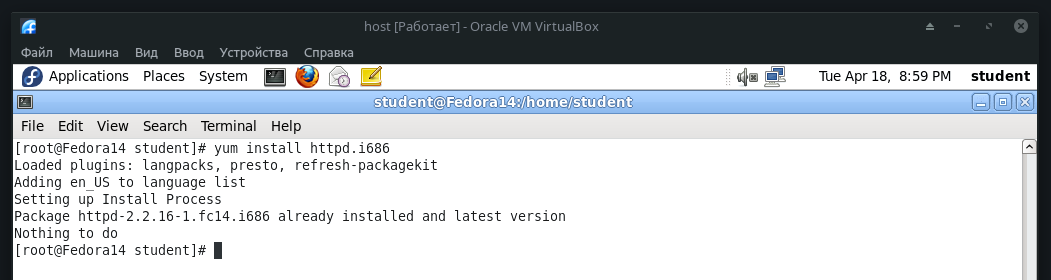 host [Работает] - Oracle VM VirtualBox
Файл Машина Вид Ввод Устройства Справка
Applications Places System Tue Apr 18, 8:59 PM student
student@Fedora14:/home/student
File Edit View Search Terminal Help
[root@Fedora14 student]# yum install httpd.i686
Loaded plugins: langpacks, presto, refresh-packagekit
Adding en_US to language list
Setting up Install Process
Package httpd-2.2.16-1.fc14.i686 already installed and latest version
Nothing to do
[root@Fedora14 student]#